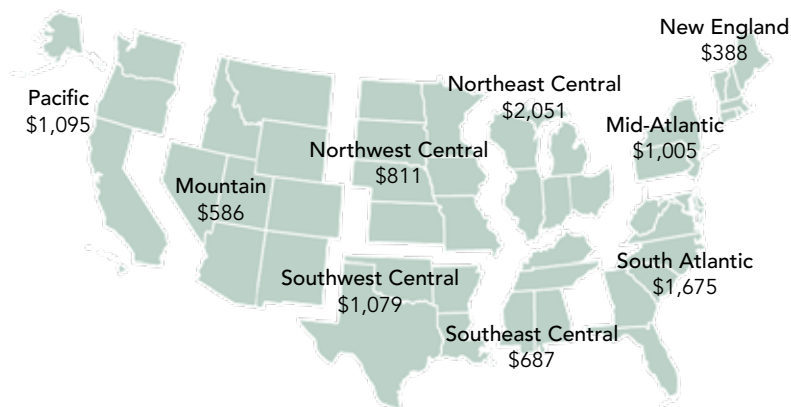 New England
$388
Northeast Central
$2,051
Pacific
$1,095
Mid-Atlantic
$1,005
Northwest Central
$811
Mountain
$586
South Atlantic
$1,675
Southwest Central
$1,079
Southeast Central
$687